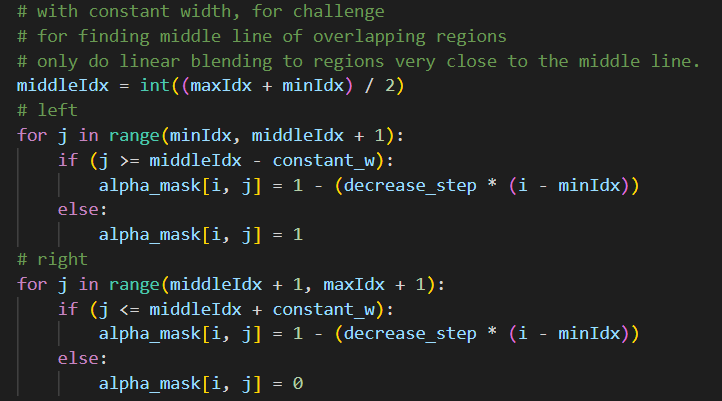 # with constant width, for challenge
# for finding middle line of overlapping regions
# only do linear blending to regions very close to the middle line.
middleIdx = int((maxIdx + minIdx) / 2)
# left
for j in range(minIdx, middleIdx + 1):
    if (j >= middleIdx - constant_w):
        alpha_mask[i, j] = 1 - (decrease_step * (i - minIdx))
    else:
        alpha_mask[i, j] = 1
# right
for j in range(middleIdx + 1, maxIdx + 1):
    if (j <= middleIdx + constant_w):
        alpha_mask[i, j] = 1 - (decrease_step * (i - minIdx))
    else:
        alpha_mask[i, j] = 0